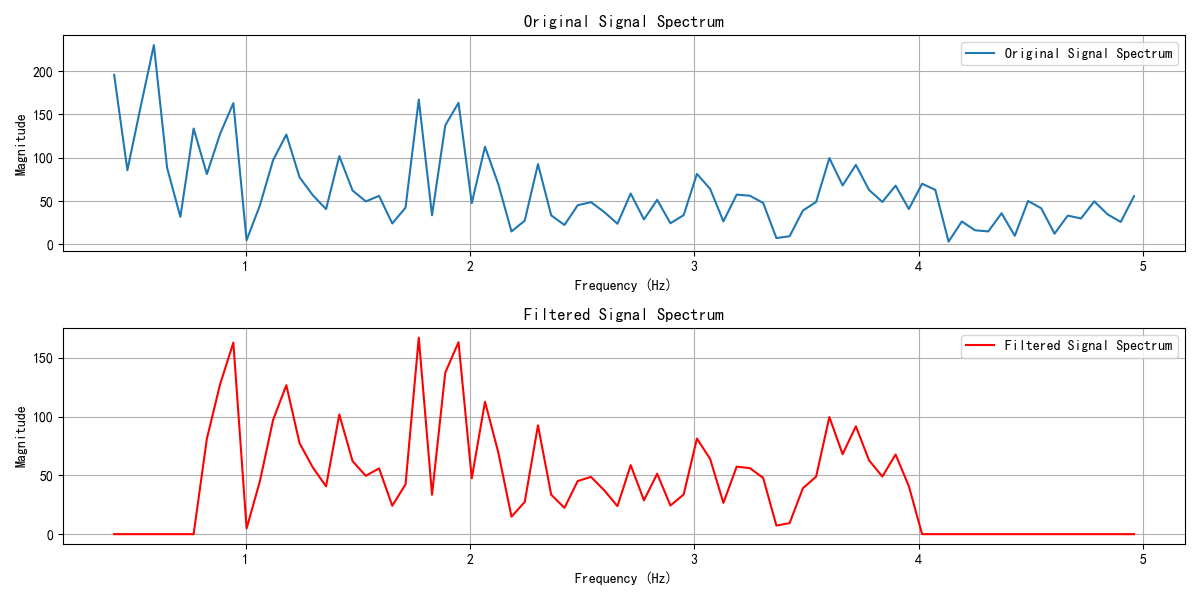 Original Signal Spectrum
Original Signal Spectrum
Magnitude
200
150
100
50
0
1 2 3 4 5
Frequency (Hz)
Filtered Signal Spectrum
Filtered Signal Spectrum
Magnitude
150
100
50
0
1 2 3 4 5
Frequency (Hz)